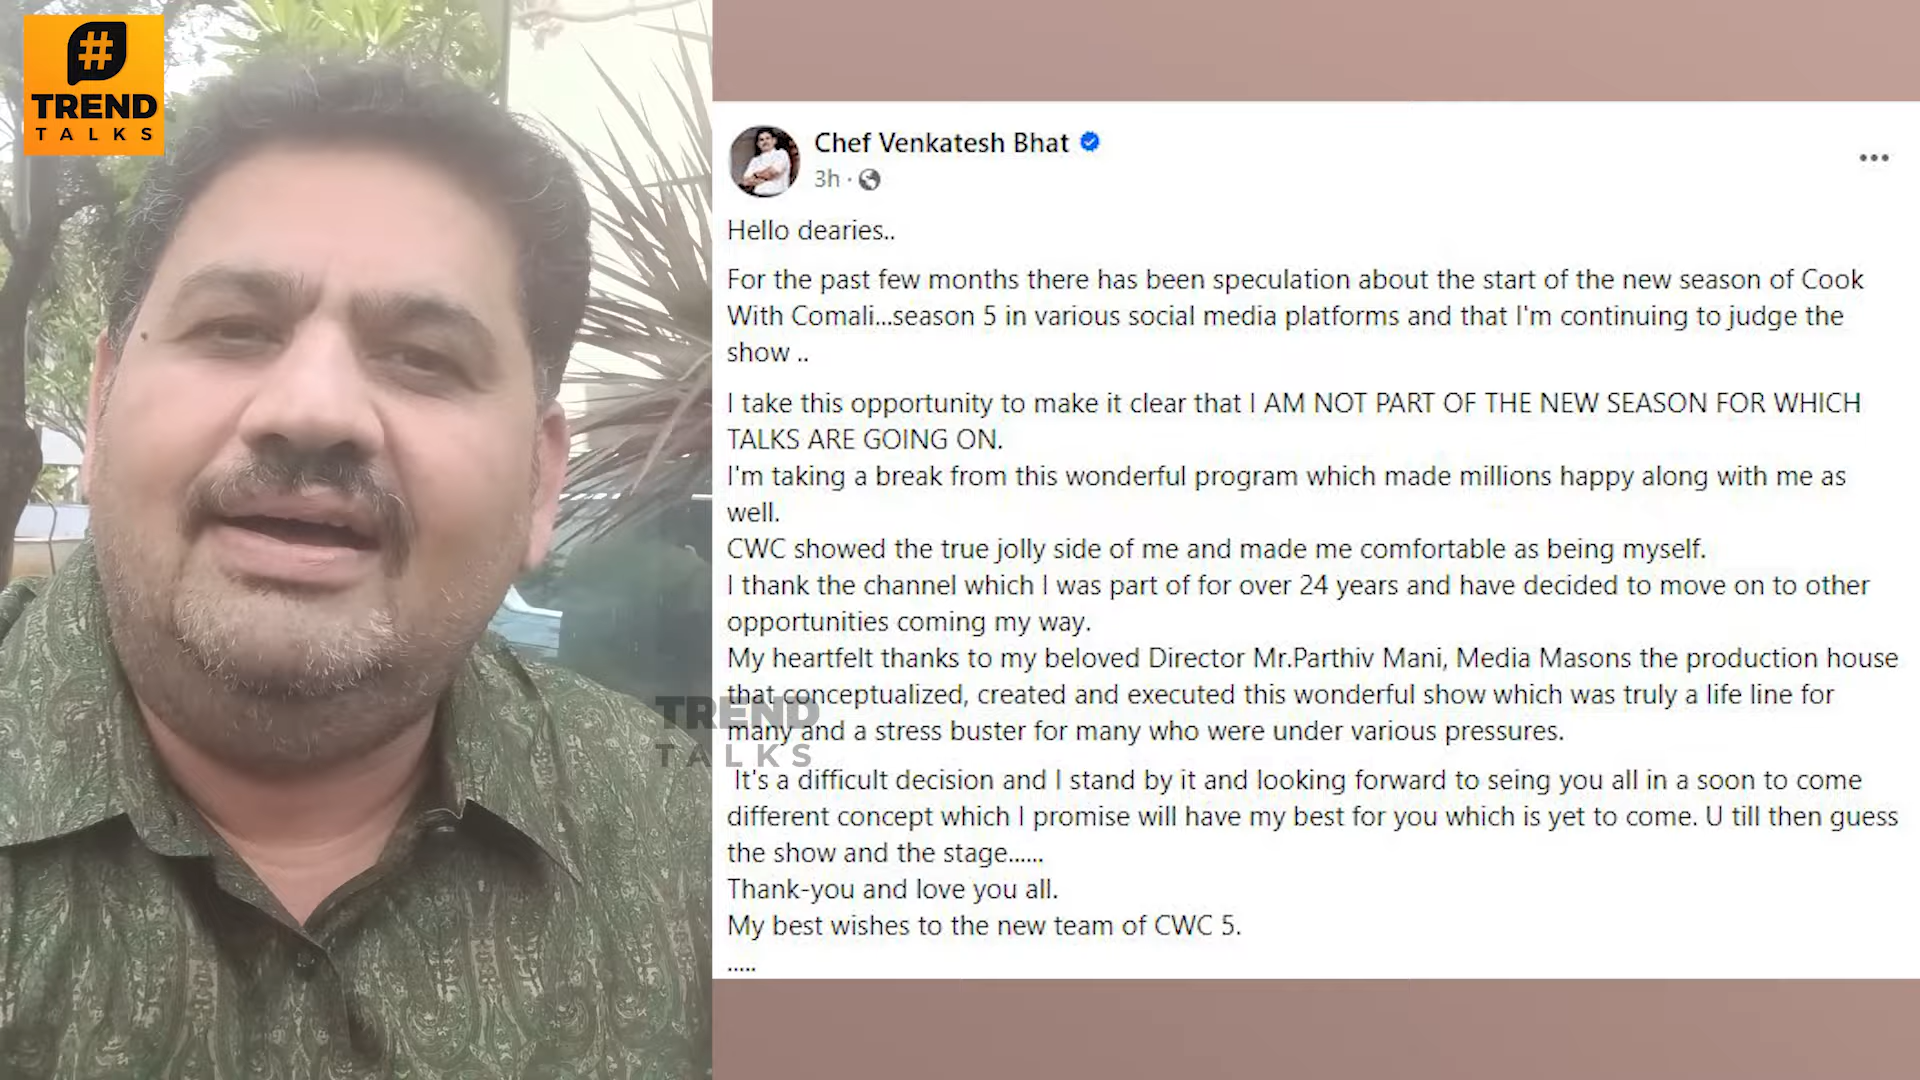 #
TREND
TALKS
Chef Venkatesh Bhat
3h ·
Hello dearies..
For the past few months there has been speculation about the start of the new season of Cook
With Comali...season 5 in various social media platforms and that I'm continuing to judge the
show ..
I take this opportunity to make it clear that I AM NOT PART OF THE NEW SEASON FOR WHICH
TALKS ARE GOING ON.
I'm taking a break from this wonderful program which made millions happy along with me as
well.
CWC showed the true jolly side of me and made me comfortable as being myself.
I thank the channel which I was part of for over 24 years and have decided to move on to other
opportunities coming my way.
My heartfelt thanks to my beloved Director Mr.Parthiv Mani, Media Masons the production house
that conceptualized, created and executed this wonderful show which was truly a life line for
many and a stress buster for many who were under various pressures.
It's a difficult decision and I stand by it and looking forward to seing you all in a soon to come
different concept which I promise will have my best for you which is yet to come. U till then guess
the show and the stage......
Thank-you and love you all.
My best wishes to the new team of CWC 5.
.....
TREND
TALKS